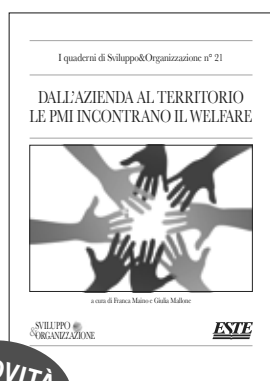 I quaderni di Sviluppo&Organizzazione n° 21
DALL'AZIENDA AL TERRITORIO
LE PMI INCONTRANO IL WELFARE
a cura di Franca Maino e Giulia Mallone
SVILUPPO
&ORGANIZZAZIONE
ESTE
NOVITÀ